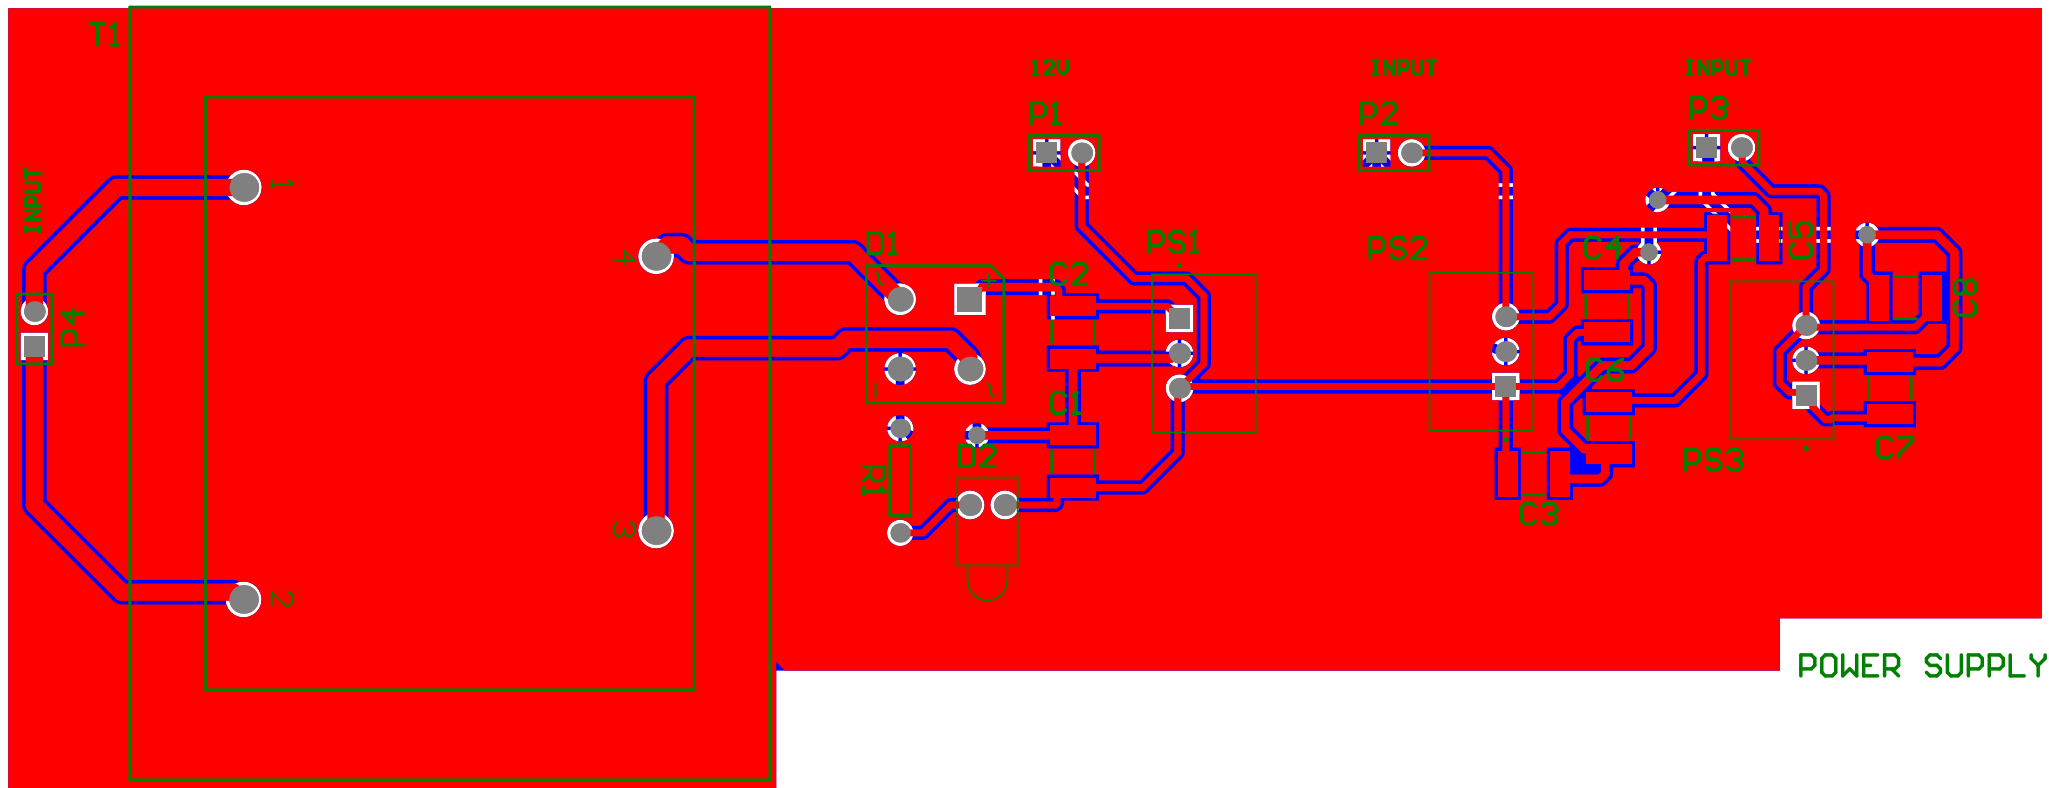 T1
12V
INPUT
INPUT
P1
P2
P3
INPUT
1
4
D1
~
+
C2
PS1
PS2
C4
C5
P4
C8
C1
C6
D2
-
~
R1
PS3
C7
C3
3
2
POWER SUPPLY